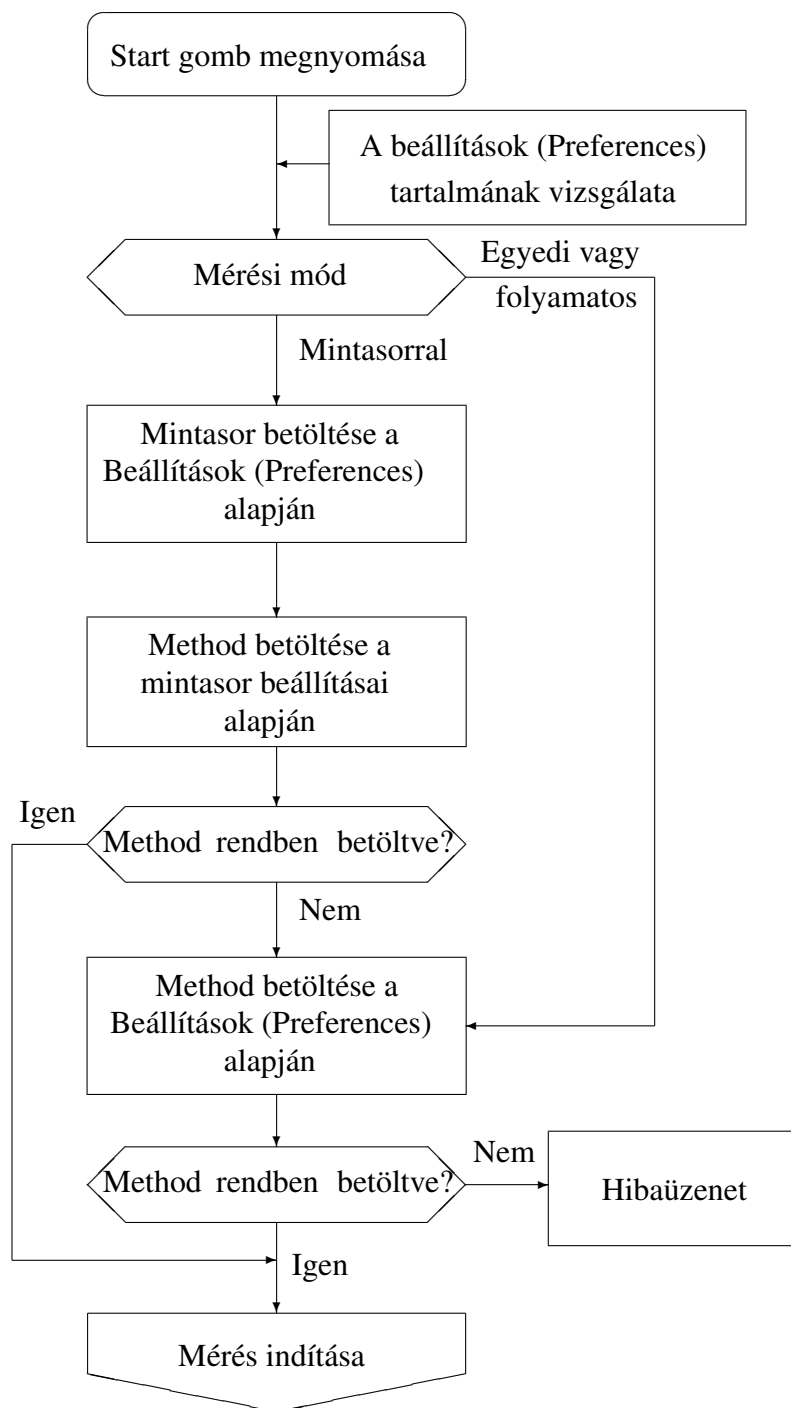 Start gomb megnyomása
A beállítások (Preferences)
tartalmának vizsgálata
Mérési mód
Egyedi vagy
folyamatos
Mintasorral
Mintasor betöltése a
Beállítások (Preferences)
alapján
Method betöltése a
mintasor beállításai
alapján
Igen
Method rendben betöltve?
Nem
Method betöltése a
Beállítások (Preferences)
alapján
Method rendben betöltve?
Nem
Hibaüzenet
Igen
Mérés indítása